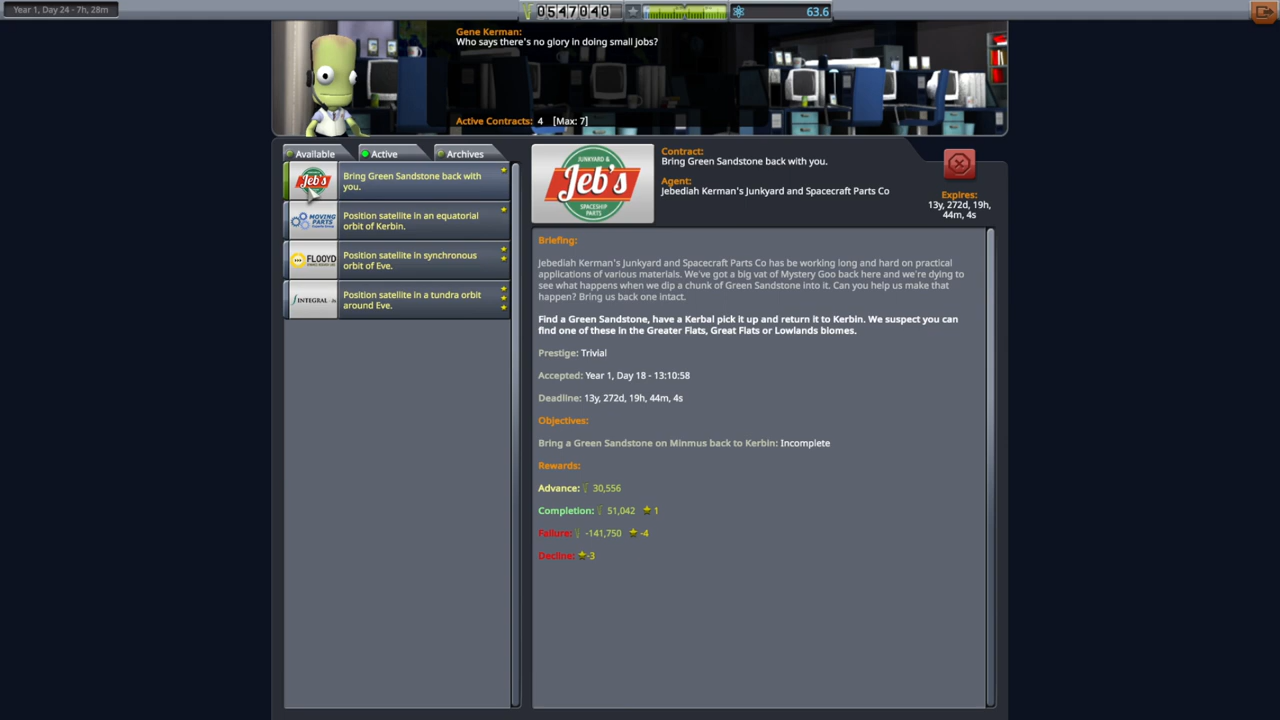 Year 1, Day 24 - 7h, 28m
0547040
63.6
Gene Kerman:
Who says there's no glory in doing small jobs?
Active Contracts: 4 [Max: 7]
Available
Active
Archives
Jeb's
Bring Green Sandstone back with
you.
MOVING
PARTS
Position satellite in an equatorial
orbit of Kerbin.
FLOOYD
Position satellite in synchronous
orbit of Eve.
INTEGRAL
Position satellite in a tundra orbit
around Eve.
JUNKYARD &
Jeb's
SPACESHIP
PARTS
Contract:
Bring Green Sandstone back with you.
Agent:
Jebediah Kerman's Junkyard and Spacecraft Parts Co
Expires:
13y, 272d, 19h,
44m, 4s
Briefing:
Jebediah Kerman's Junkyard and Spacecraft Parts Co has be working long and hard on practical
applications of various materials. We've got a big vat of Mystery Goo back here and we're dying to
see what happens when we dip a chunk of Green Sandstone into it. Can you help us make that
happen? Bring us back one intact.
Find a Green Sandstone, have a Kerbal pick it up and return it to Kerbin. We suspect you can
find one of these in the Greater Flats, Great Flats or Lowlands biomes.
Prestige: Trivial
Accepted: Year 1, Day 18 - 13:10:58
Deadline: 13y, 272d, 19h, 44m, 4s
Objectives:
Bring a Green Sandstone on Minmus back to Kerbin: Incomplete
Rewards:
Advance: 30,556
Completion: 51,042 1
Failure: -141,750 -4
Decline: -3